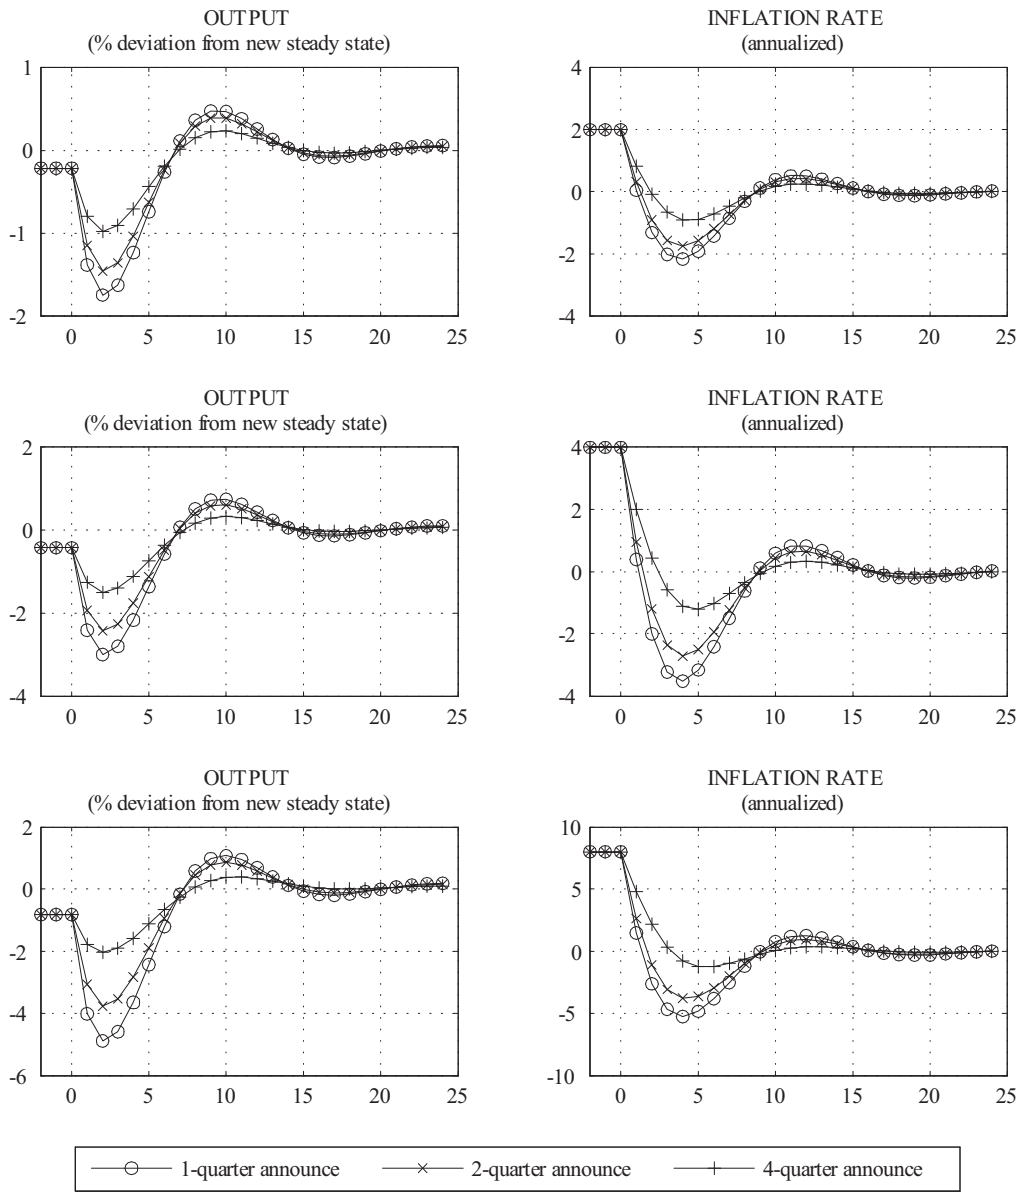 OUTPUT
(% deviation from new steady state)
INFLATION RATE
(annualized)
1
0
-1
-2
0 5 10 15 20 25
4
2
0
-2
-4
0 5 10 15 20 25
OUTPUT
(% deviation from new steady state)
INFLATION RATE
(annualized)
2
0
-2
-4
0 5 10 15 20 25
4
2
0
-2
-4
0 5 10 15 20 25
OUTPUT
(% deviation from new steady state)
INFLATION RATE
(annualized)
2
0
-2
-4
-6
0 5 10 15 20 25
10
5
0
-5
-10
0 5 10 15 20 25
1-quarter announce 2-quarter announce 4-quarter announce